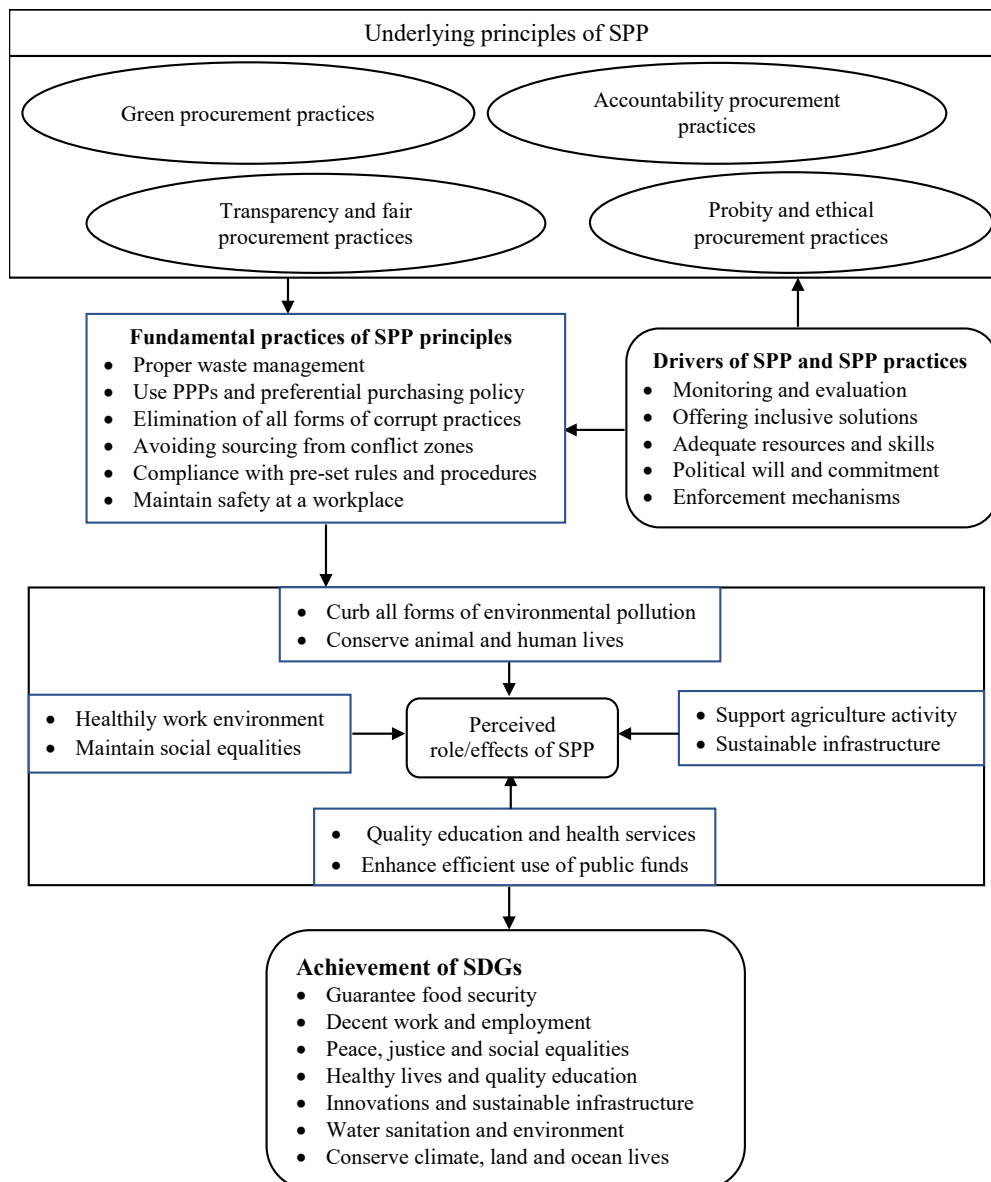 Underlying principles of SPP
Green procurement practices
Accountability procurement
practices
Transparency and fair
procurement practices
Probity and ethical
procurement practices
Fundamental practices of SPP principles
• Proper waste management
• Use PPPs and preferential purchasing policy
• Elimination of all forms of corrupt practices
• Avoiding sourcing from conflict zones
• Compliance with pre-set rules and procedures
• Maintain safety at a workplace
Drivers of SPP and SPP practices
• Monitoring and evaluation
• Offering inclusive solutions
• Adequate resources and skills
• Political will and commitment
• Enforcement mechanisms
• Curb all forms of environmental pollution
• Conserve animal and human lives
• Healthily work environment
• Maintain social equalities
Perceived
role/effects of SPP
• Support agriculture activity
• Sustainable infrastructure
• Quality education and health services
• Enhance efficient use of public funds
Achievement of SDGs
• Guarantee food security
• Decent work and employment
• Peace, justice and social equalities
• Healthy lives and quality education
• Innovations and sustainable infrastructure
• Water sanitation and environment
• Conserve climate, land and ocean lives